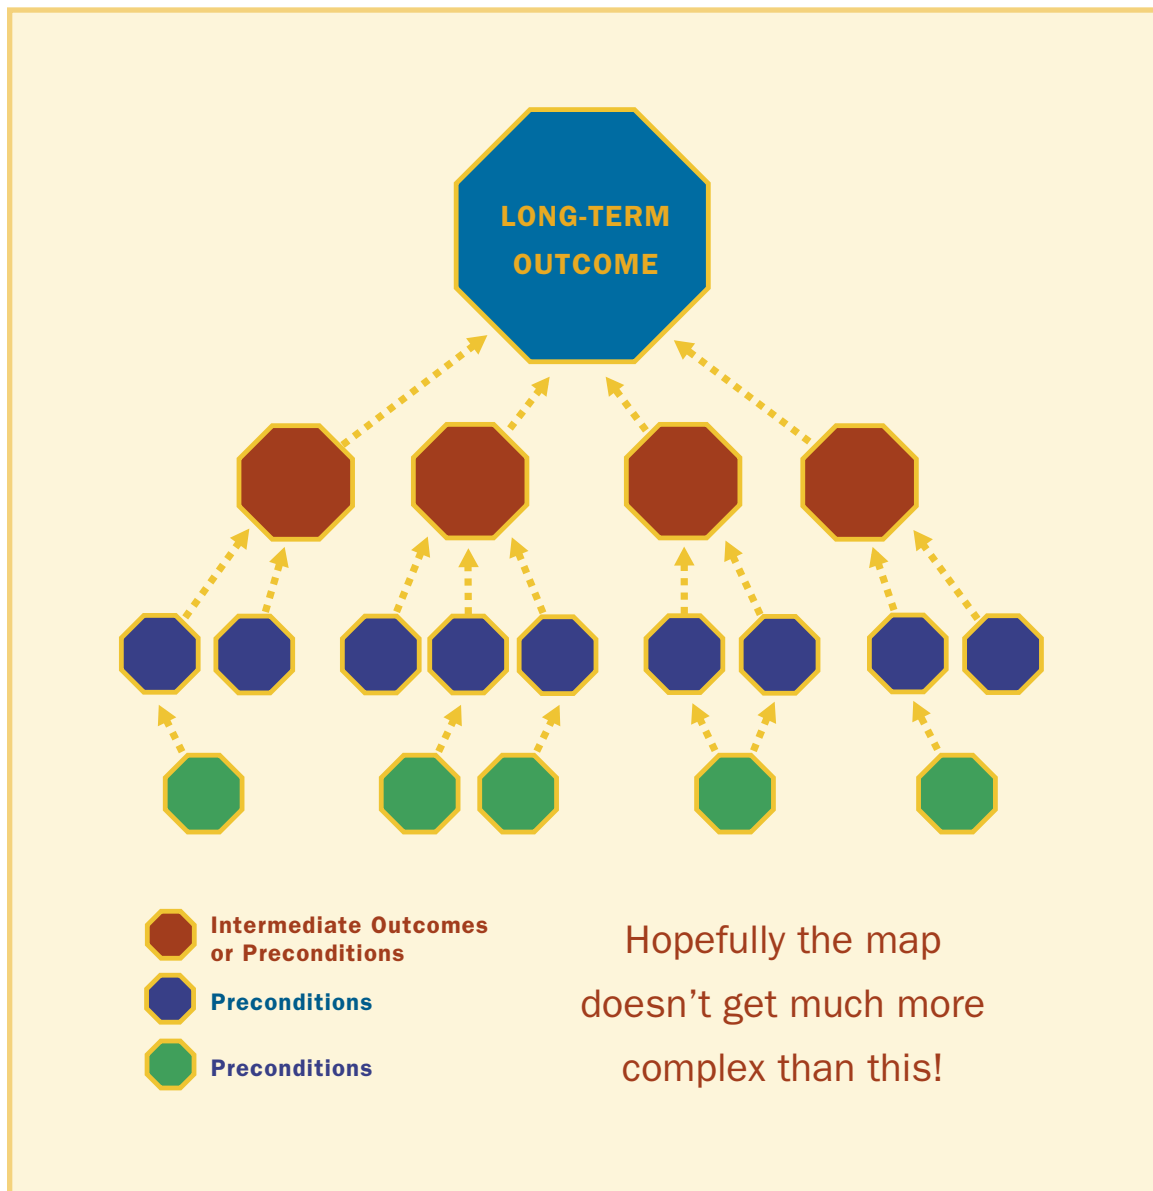 LONG-TERM
OUTCOME
Intermediate Outcomes
or Preconditions
Preconditions
Preconditions
Hopefully the map
doesn’t get much more
complex than this!